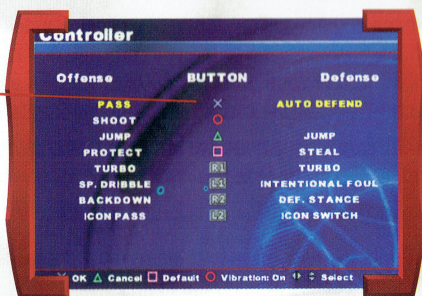 Controller
Offense BUTTON Defense
PASS AUTO DEFEND
SHOOT
JUMP JUMP
PROTECT STEAL
TURBO R1 TURBO
SP. DRIBBLE L1 INTENTIONAL FOUL
BACKDOWN R2 DEF. STANCE
ICON PASS L2 ICON SWITCH
OK Cancel Default Vibration: On Select